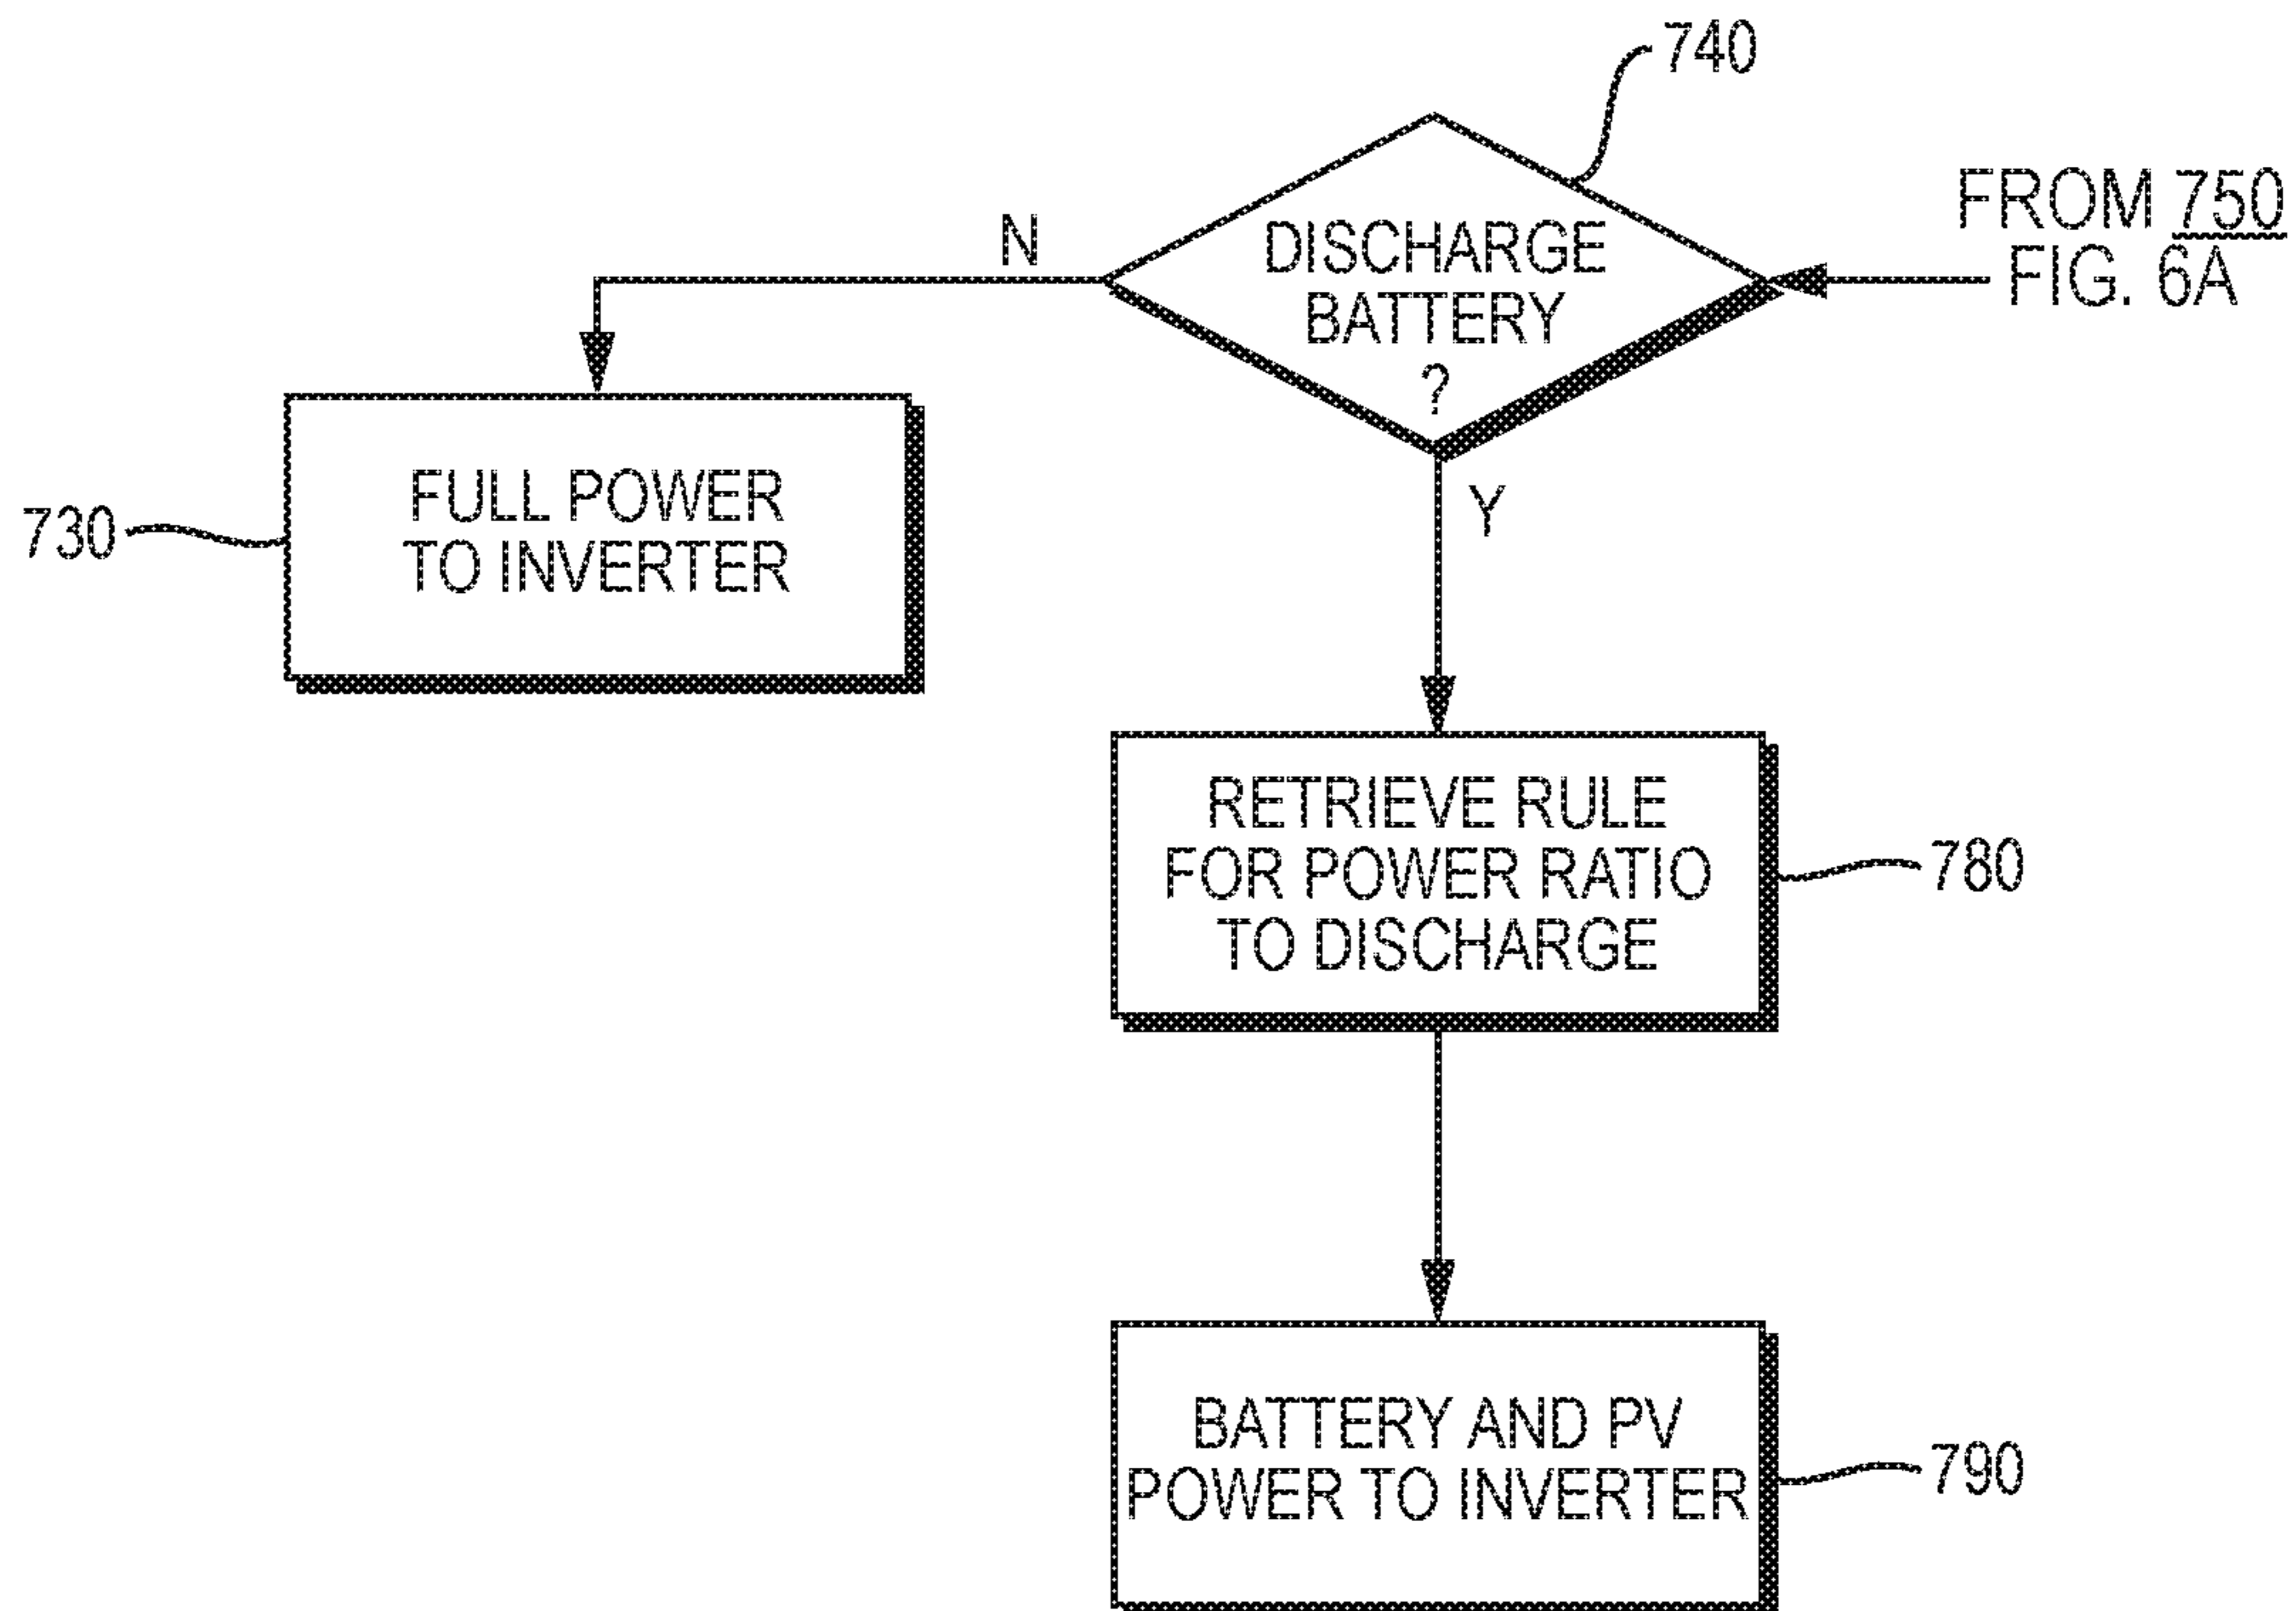 740
FROM 750
FIG. 6A
N
DISCHARGE
BATTERY
?
Y
730
FULL POWER
TO INVERTER
RETRIEVE RULE
FOR POWER RATIO
TO DISCHARGE
780
BATTERY AND PV
POWER TO INVERTER
790